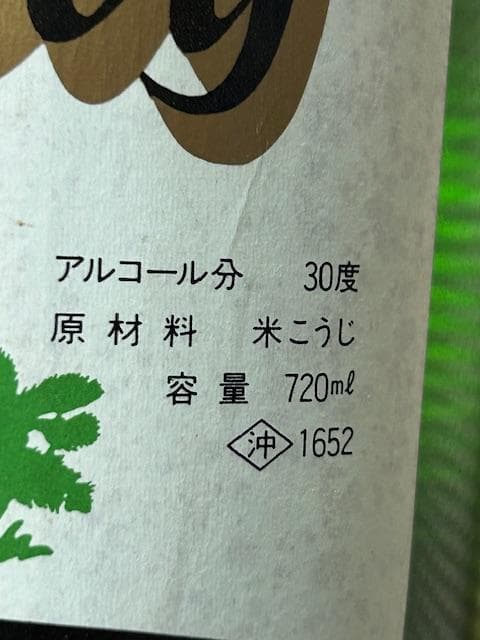 アルコール分 30度
原材料 米こうじ
容量 720ml
沖 1652